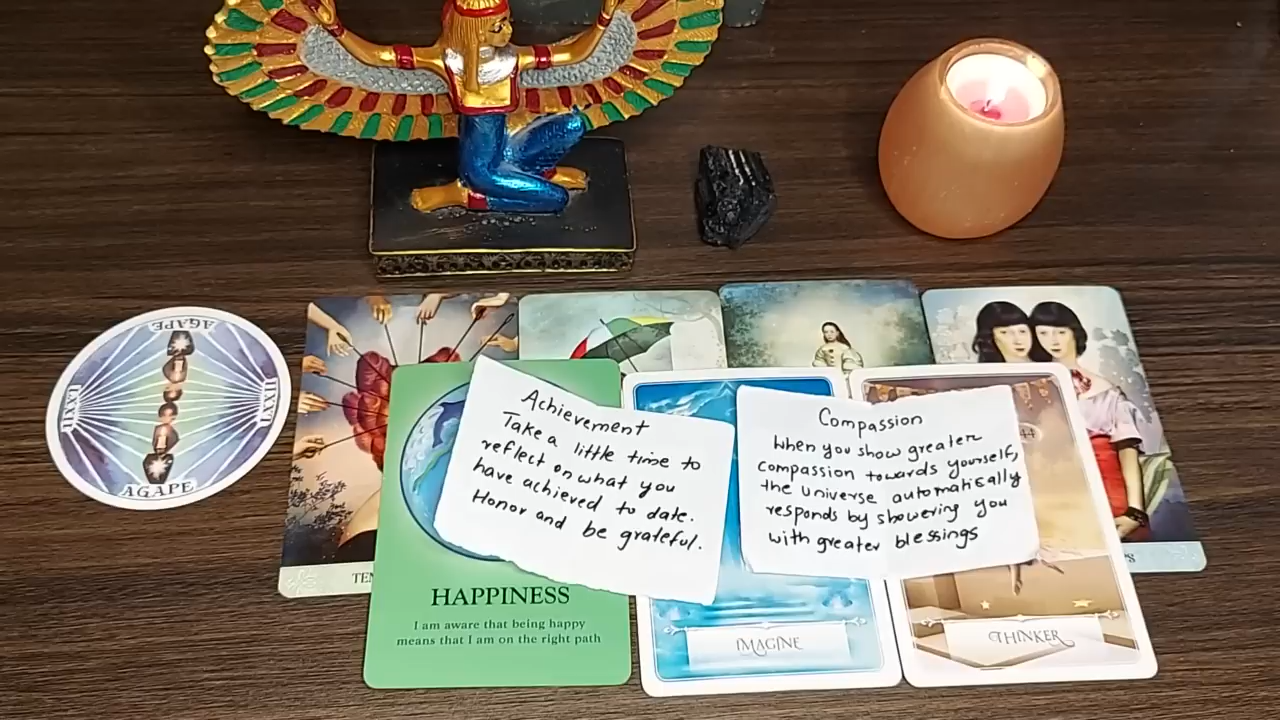 AGAPE
LXXII
LXXII
AGAPE
Achievement
Take a little time to
reflect on what you
have achieved to date.
Honor and be grateful.
Compassion
When you show greater
compassion towards yourself,
the Universe automatically
responds by showering you
with greater blessings
44
HAPPINESS
I am aware that being happy
means that I am on the right path
IMAGINE
THINKER